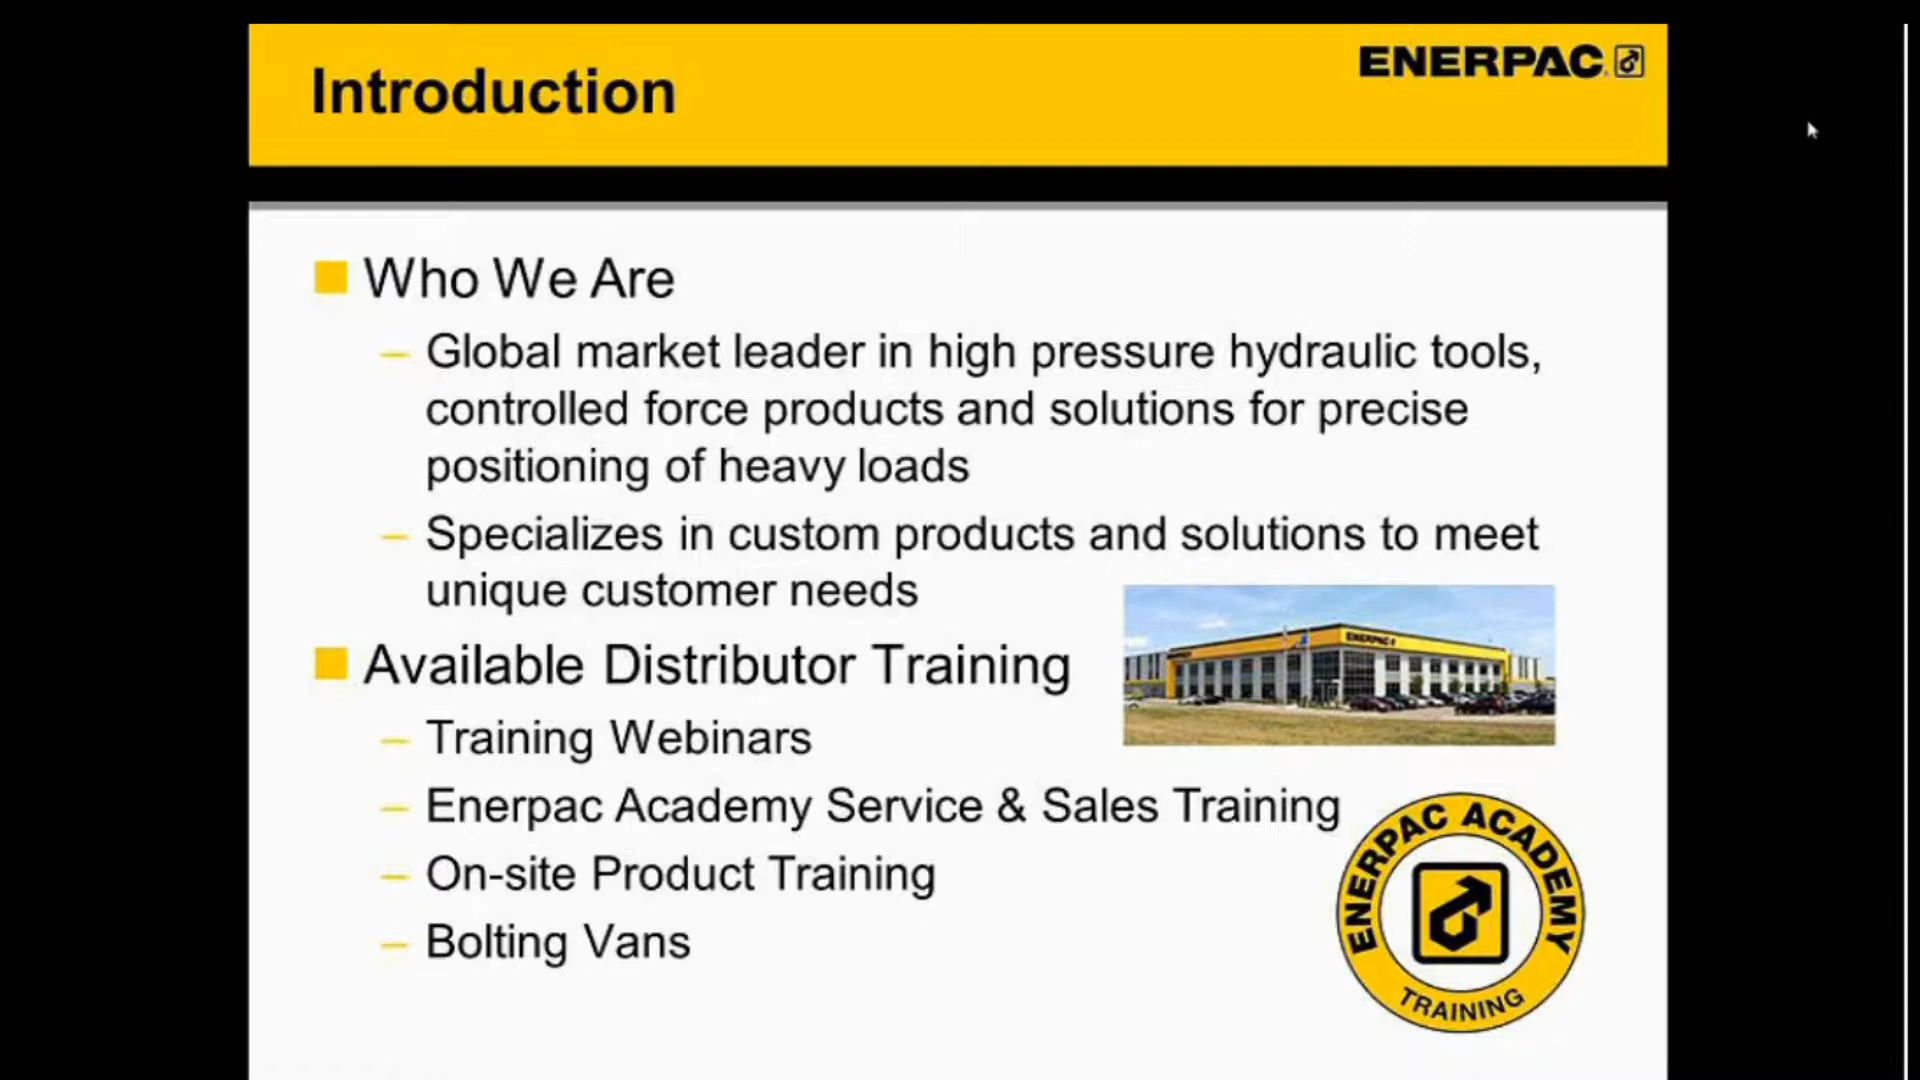 Introduction
ENERPAC
Who We Are
– Global market leader in high pressure hydraulic tools,
controlled force products and solutions for precise
positioning of heavy loads
– Specializes in custom products and solutions to meet
unique customer needs
ENERPAC
Available Distributor Training
– Training Webinars
– Enerpac Academy Service & Sales Training
– On-site Product Training
– Bolting Vans
ENERPAC ACADEMY
TRAINING